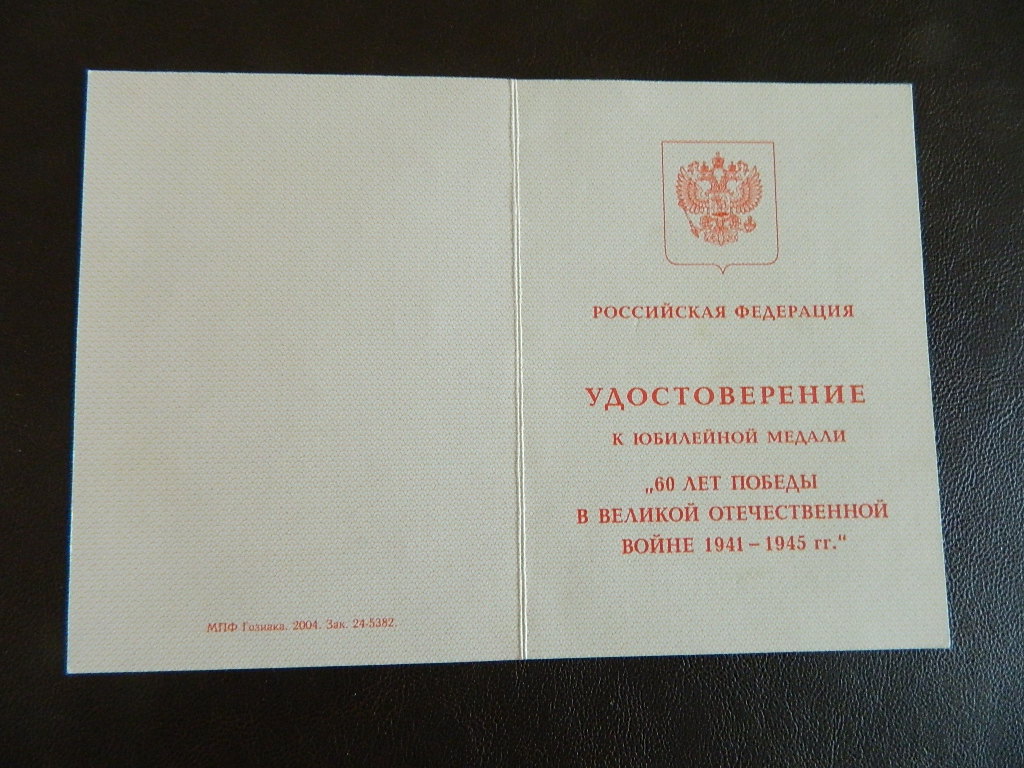 РОССИЙСКАЯ ФЕДЕРАЦИЯ
УДОСТОВЕРЕНИЕ
К ЮБИЛЕЙНОЙ МЕДАЛИ
„60 ЛЕТ ПОБЕДЫ
В ВЕЛИКОЙ ОТЕЧЕСТВЕННОЙ
ВОЙНЕ 1941 – 1945 гг.“
МПФ Гознака. 2004. Зак. 24-5382.